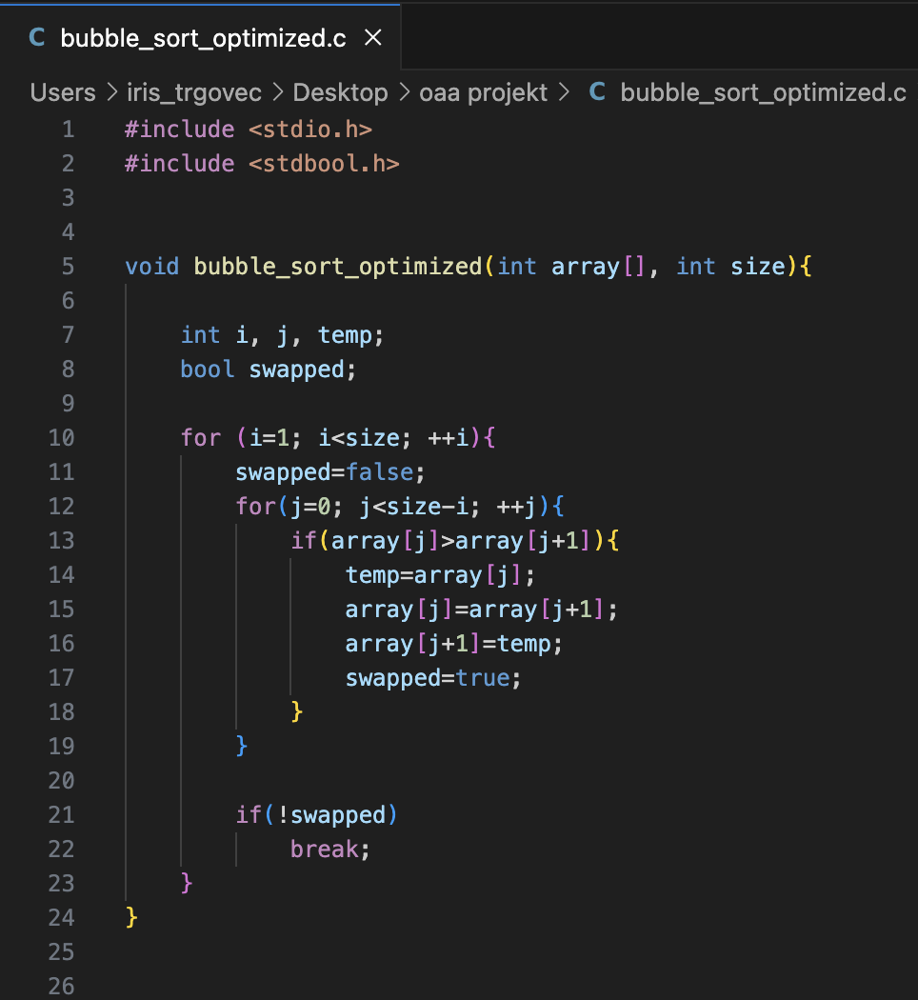 C bubble_sort_optimized.c ×
Users > iris_trgovec > Desktop > oaa projekt > C bubble_sort_optimized.c
1 #include <stdio.h>
2 #include <stdbool.h>
3
4
5 void bubble_sort_optimized(int array[], int size){
6
7     int i, j, temp;
8     bool swapped;
9
10     for (i=1; i<size; ++i){
11         swapped=false;
12         for(j=0; j<size-i; ++j){
13             if(array[j]>array[j+1]){
14                 temp=array[j];
15                 array[j]=array[j+1];
16                 array[j+1]=temp;
17                 swapped=true;
18             }
19         }
20
21         if(!swapped)
22             break;
23     }
24 }
25
26